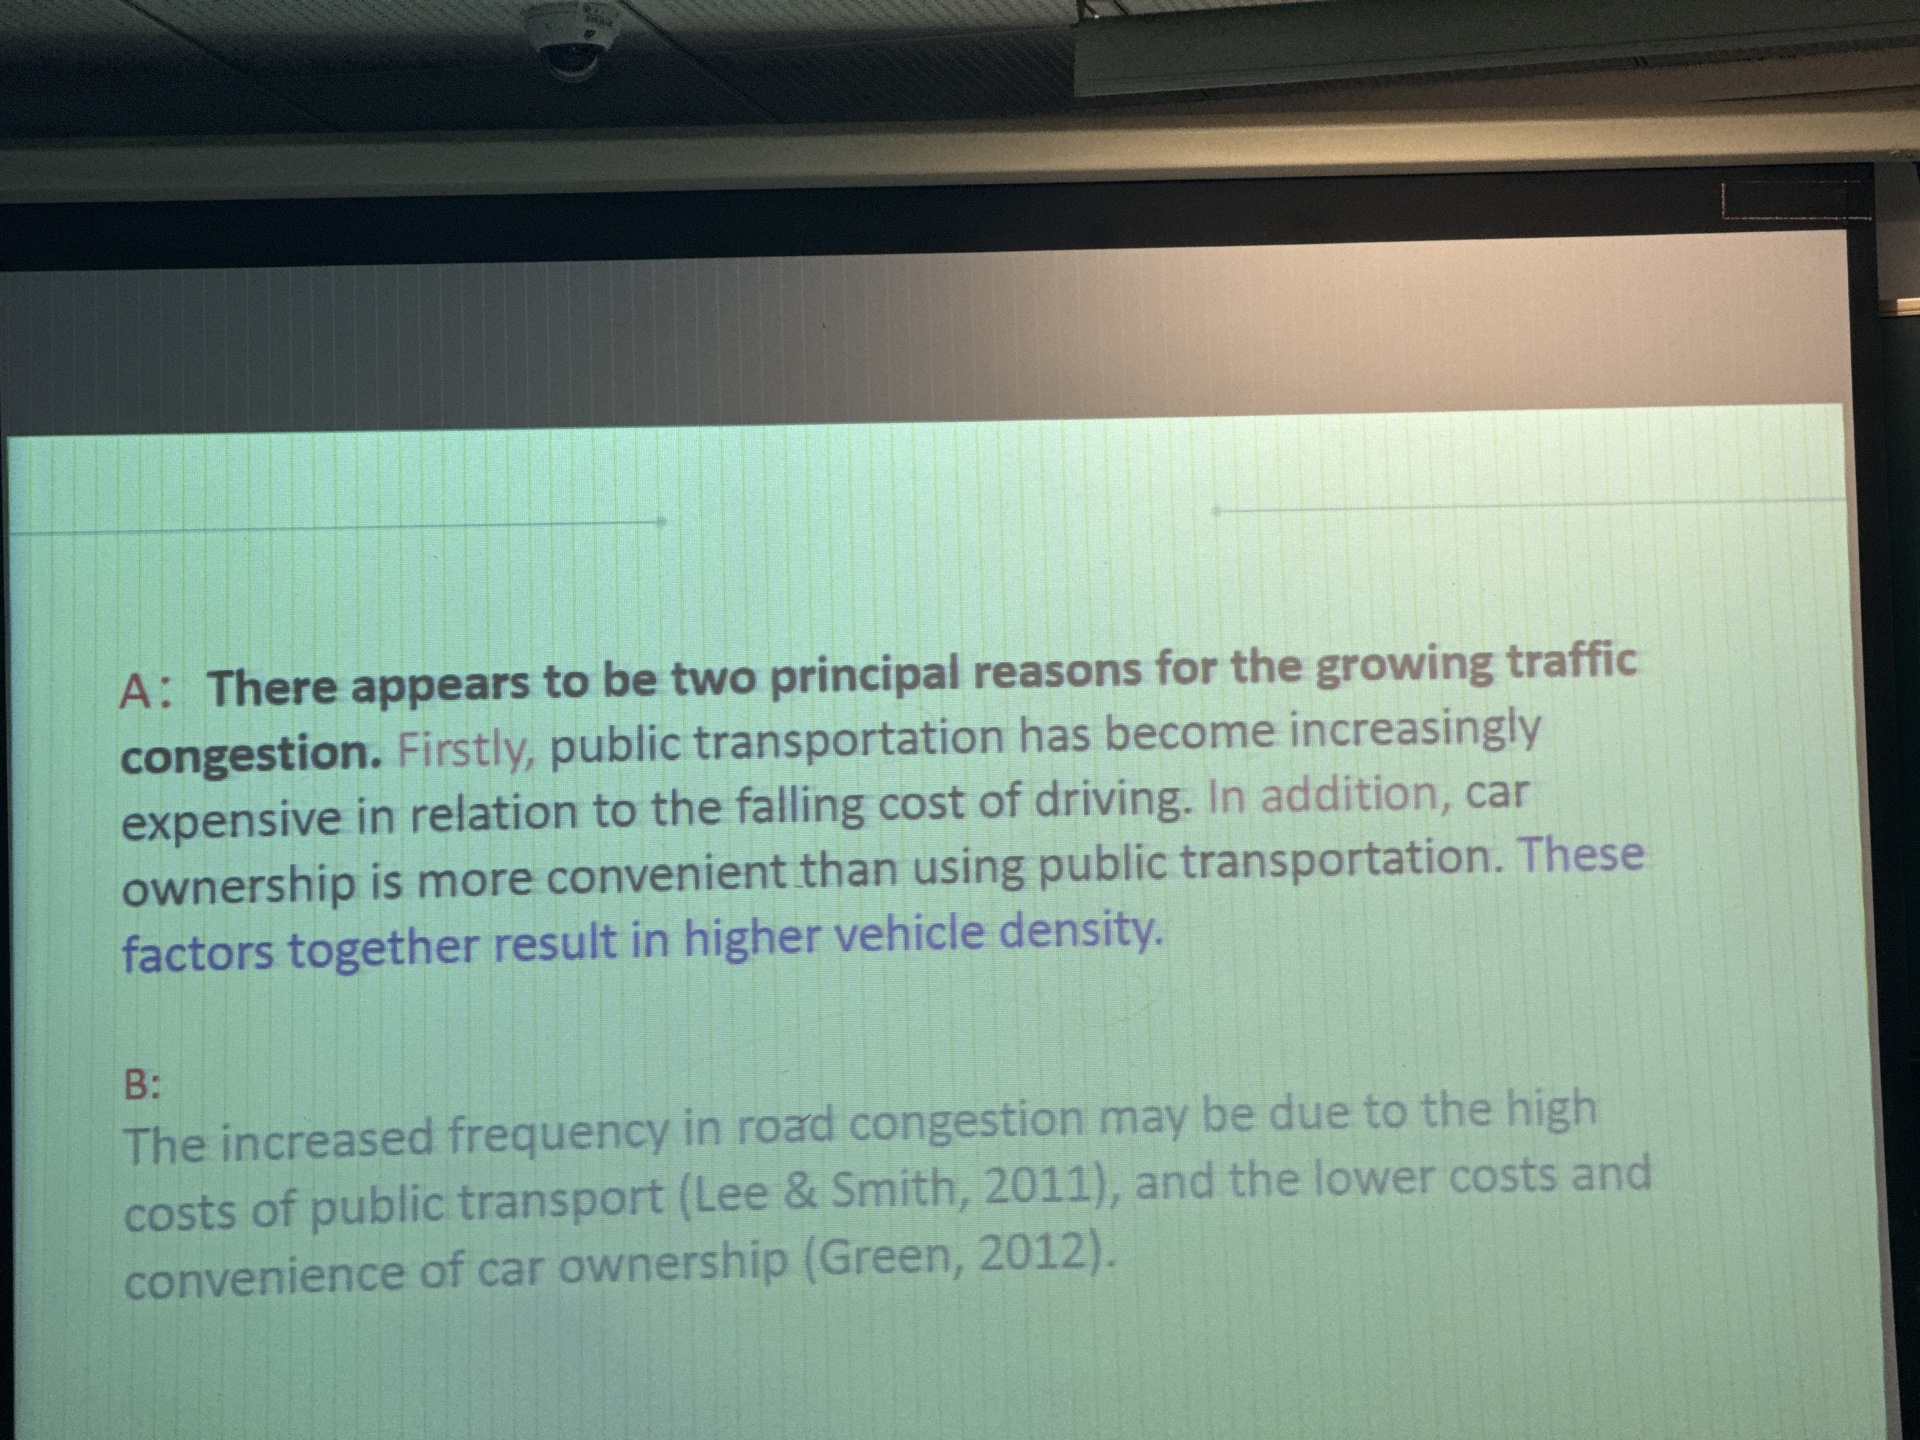 A: There appears to be two principal reasons for the growing traffic
congestion. Firstly, public transportation has become increasingly
expensive in relation to the falling cost of driving. In addition, car
ownership is more convenient than using public transportation. These
factors together result in higher vehicle density.
B:
The increased frequency in road congestion may be due to the high
costs of public transport (Lee & Smith, 2011), and the lower costs and
convenience of car ownership (Green, 2012).